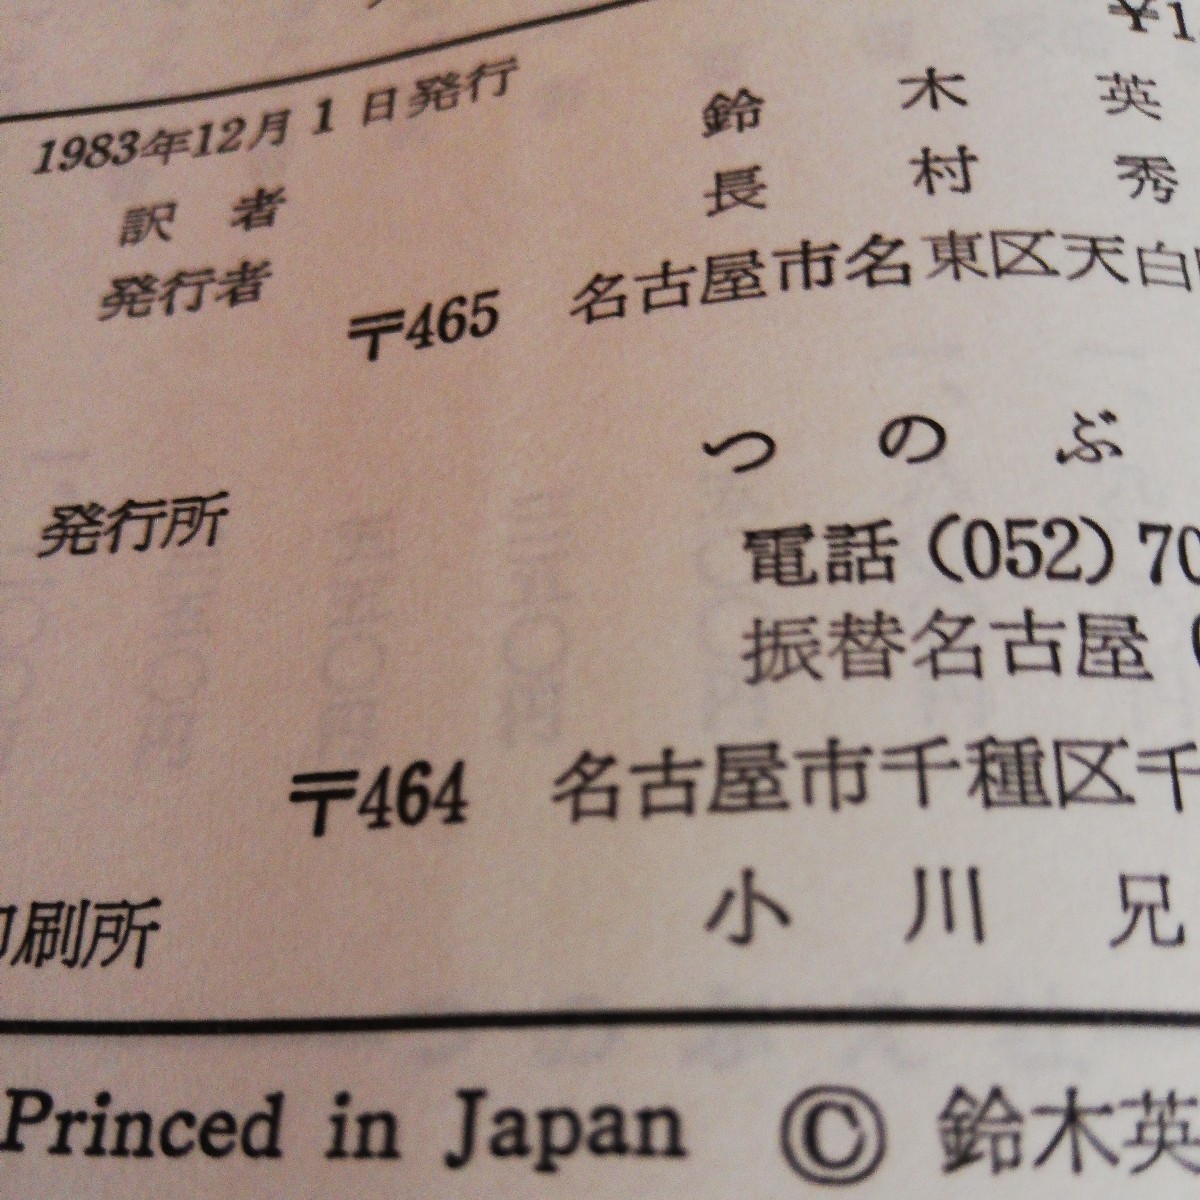 ¥1
1983年12月1日発行
訳 者 鈴 木 英
発行者 長 村 秀
〒465 名古屋市名東区天白
発行所 つ の ぶ
電話 (052) 70
振替名古屋
〒464 名古屋市千種区千
印刷所 小 川 兄
Princed in Japan © 鈴木英